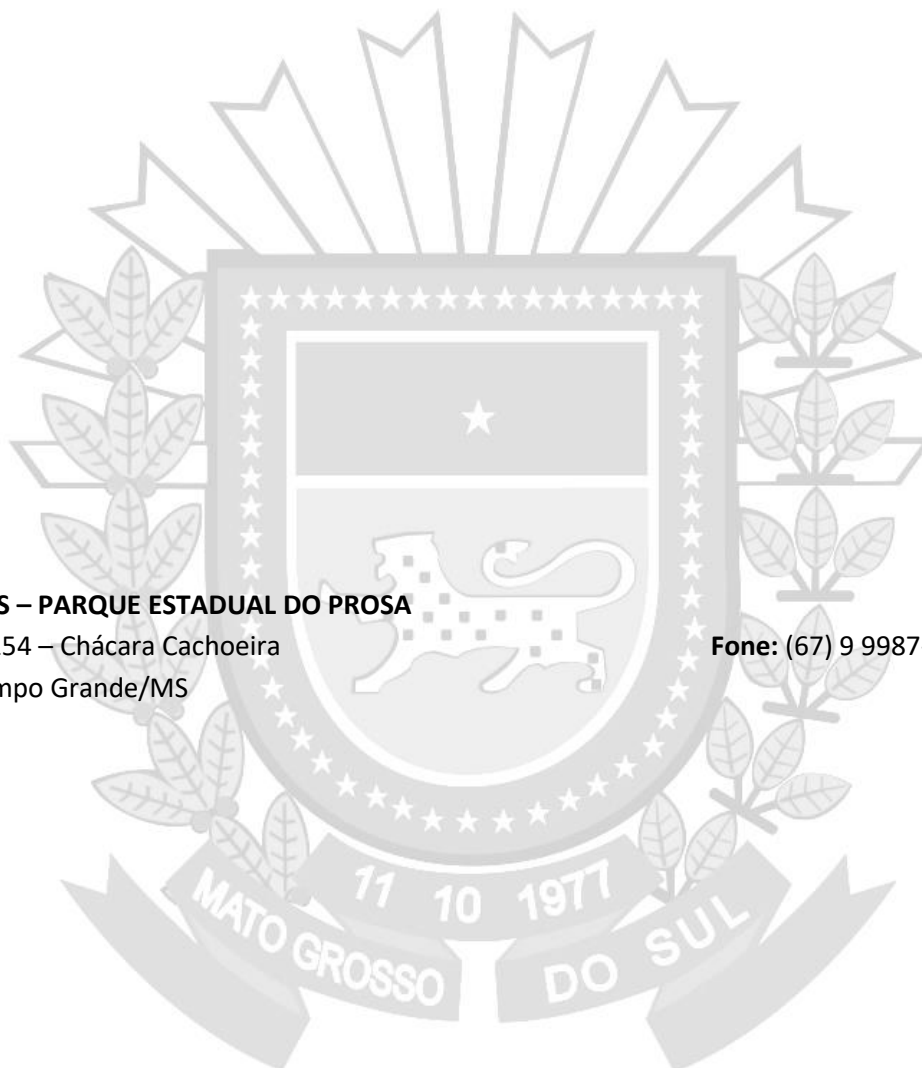 S – PARQUE ESTADUAL DO PROSA
254 – Chácara Cachoeira Fone: (67) 9 9987
mpo Grande/MS
11 10 1977
MATO GROSSO DO SUL